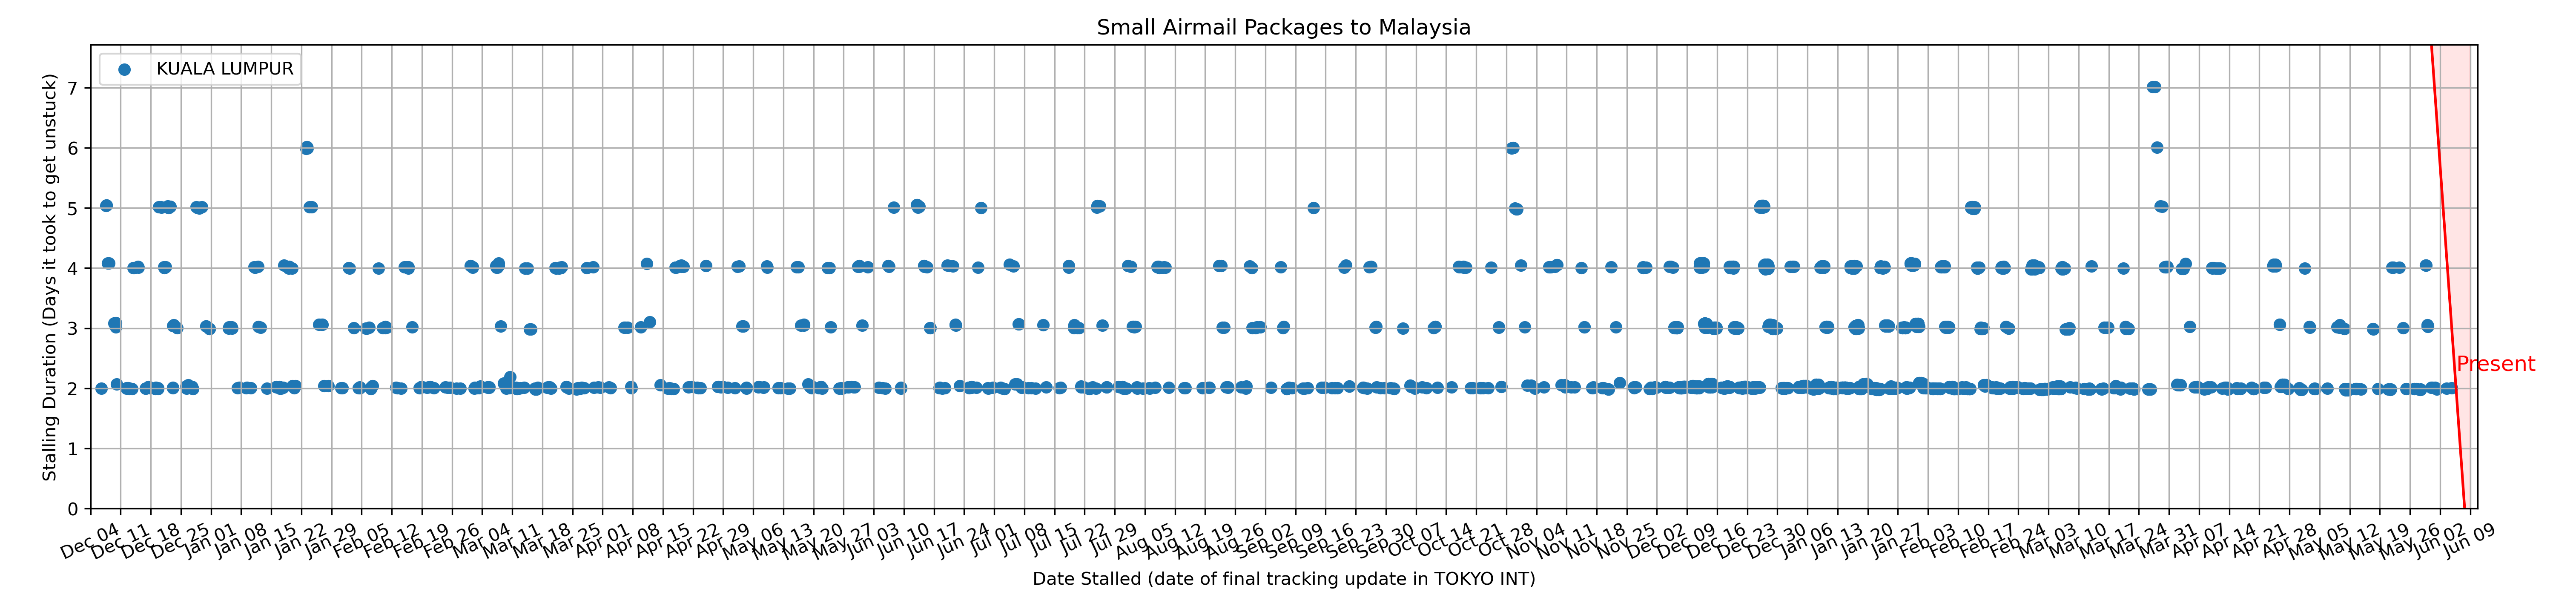 Small Airmail Packages to Malaysia
KUALA LUMPUR
Stalling Duration (Days it took to get unstuck)
7
6
5
4
3
2
1
0
Present
Dec 04 Dec 11 Dec 18 Dec 25 Jan 01 Jan 08 Jan 15 Jan 22 Jan 29 Feb 05 Feb 12 Feb 19 Feb 26 Mar 04 Mar 11 Mar 18 Mar 25 Apr 01 Apr 08 Apr 15 Apr 22 Apr 29 May 06 May 13 May 20 May 27 Jun 03 Jun 10 Jun 17 Jun 24 Jul 01 Jul 08 Jul 15 Jul 22 Jul 29 Aug 05 Aug 12 Aug 19 Aug 26 Sep 02 Sep 09 Sep 16 Sep 23 Sep 30 Oct 07 Oct 14 Oct 21 Oct 28 Nov 04 Nov 11 Nov 18 Nov 25 Dec 02 Dec 09 Dec 16 Dec 23 Dec 30 Jan 06 Jan 13 Jan 20 Jan 27 Feb 03 Feb 10 Feb 17 Feb 24 Mar 03 Mar 10 Mar 17 Mar 24 Mar 31 Apr 07 Apr 14 Apr 21 Apr 28 May 05 May 12 May 19 May 26 Jun 02 Jun 09
Date Stalled (date of final tracking update in TOKYO INT)